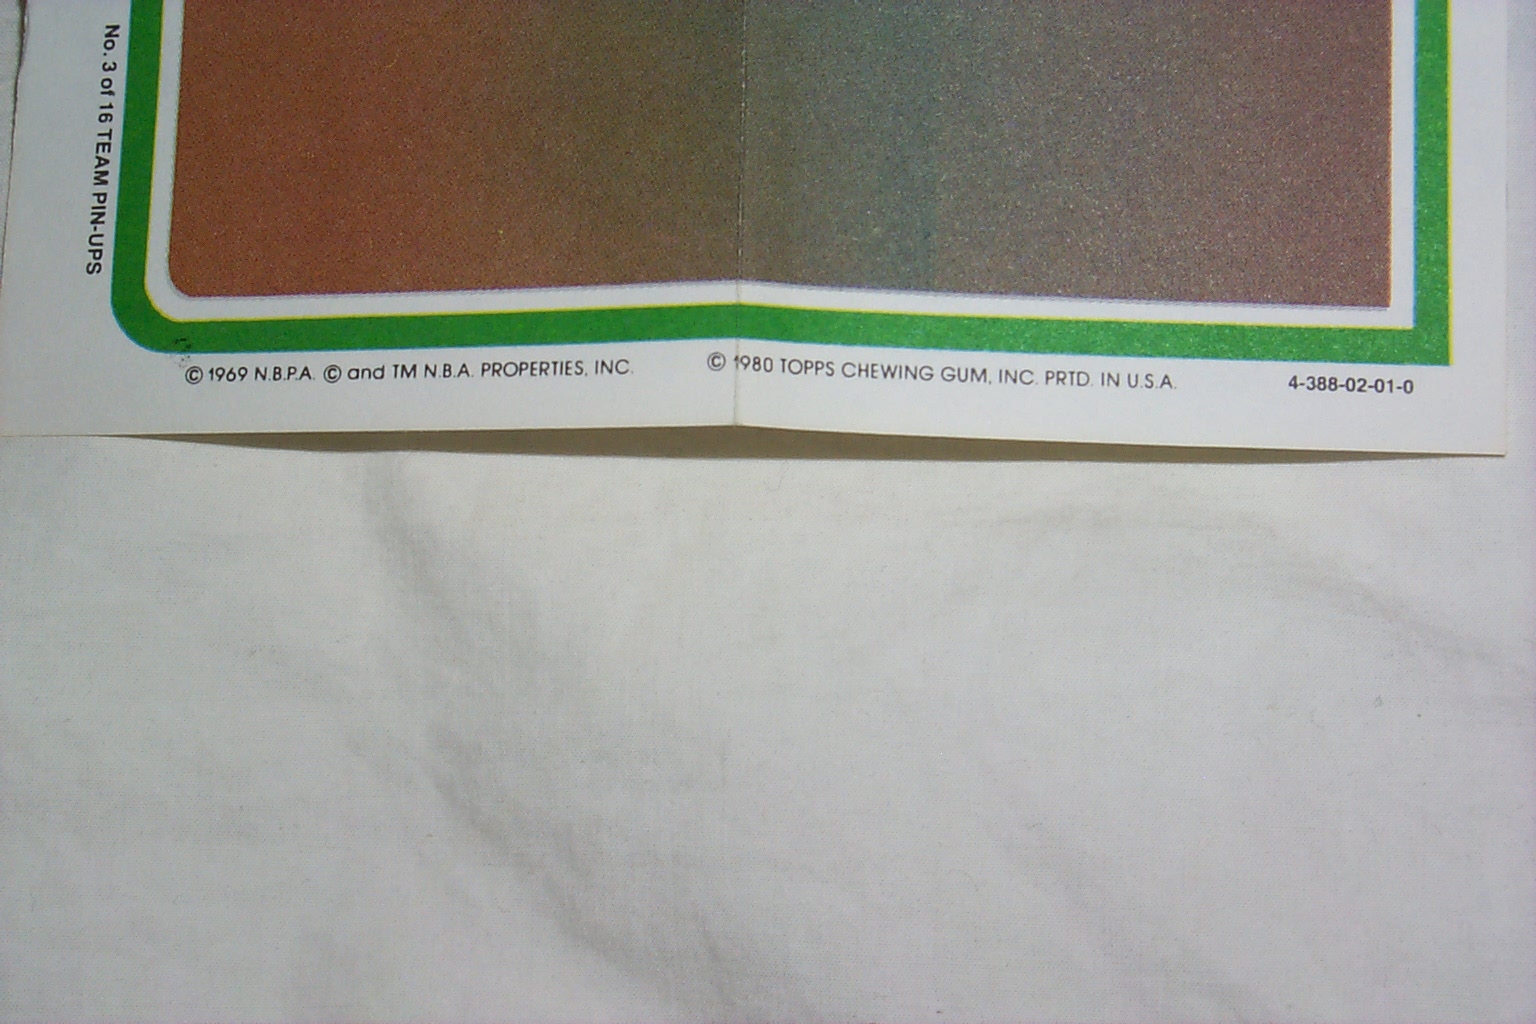 No. 3 of 16 TEAM PIN-UPS
© 1969 N.B.P.A. © and TM N.B.A. PROPERTIES, INC.
© 1980 TOPPS CHEWING GUM, INC. PRTD. IN U.S.A.
4-388-02-01-0